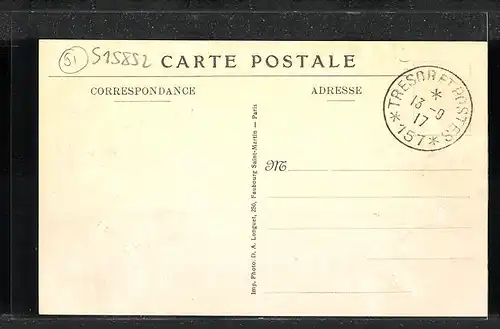 51 S15852
CARTE POSTALE
CORRESPONDANCE
ADRESSE
* TRESOR ET POSTES *
*
13 -9
17
157
M
Imp. Photo: D. A. Longuet, 250, Faubourg Saint-Martin — Paris